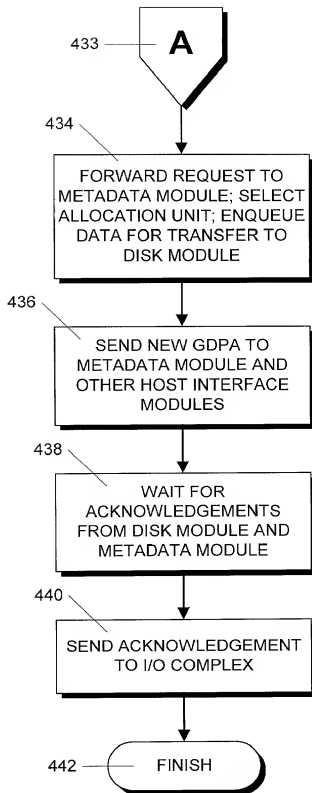 433
A
434
FORWARD REQUEST TO
METADATA MODULE; SELECT
ALLOCATION UNIT; ENQUEUE
DATA FOR TRANSFER TO
DISK MODULE
436
SEND NEW GDPA TO
METADATA MODULE AND
OTHER HOST INTERFACE
MODULES
438
WAIT FOR
ACKNOWLEDGEMENTS
FROM DISK MODULE AND
METADATA MODULE
440
SEND ACKNOWLEDGEMENT
TO I/O COMPLEX
442
FINISH